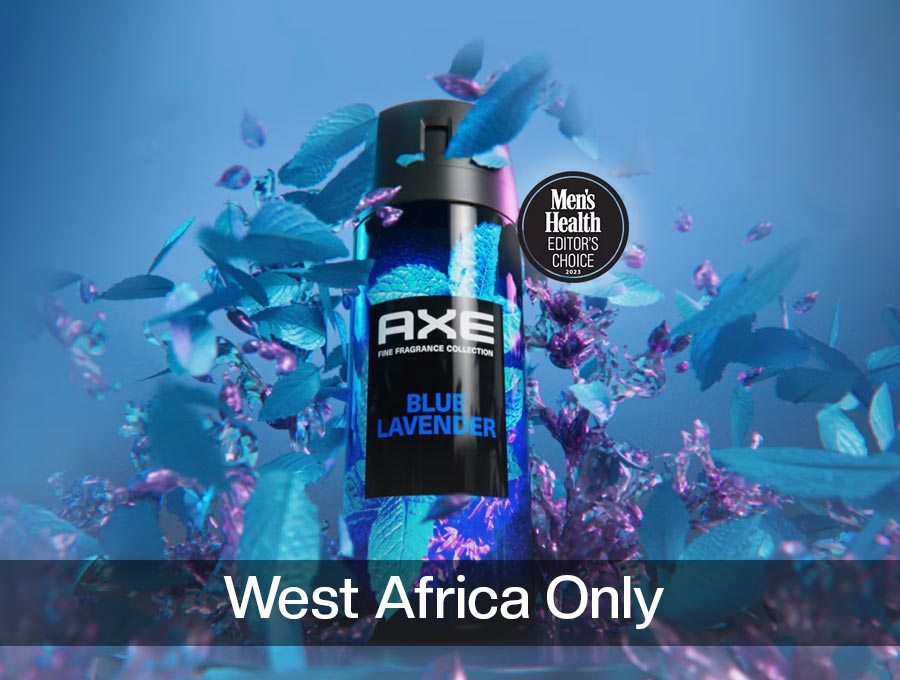 Men's
Health
EDITOR'S
CHOICE
2023
AXE
FINE FRAGRANCE COLLECTION
BLUE
LAVENDER
West Africa Only